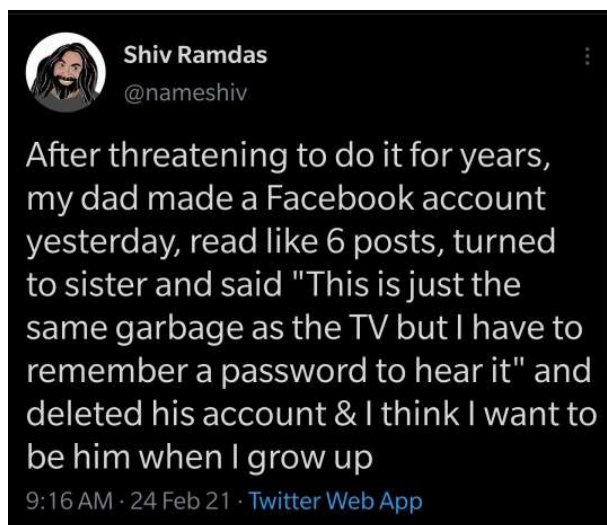 Shiv Ramdas
@nameshiv
After threatening to do it for years,
my dad made a Facebook account
yesterday, read like 6 posts, turned
to sister and said "This is just the
same garbage as the TV but I have to
remember a password to hear it" and
deleted his account & I think I want to
be him when I grow up
9:16 AM · 24 Feb 21 · Twitter Web App